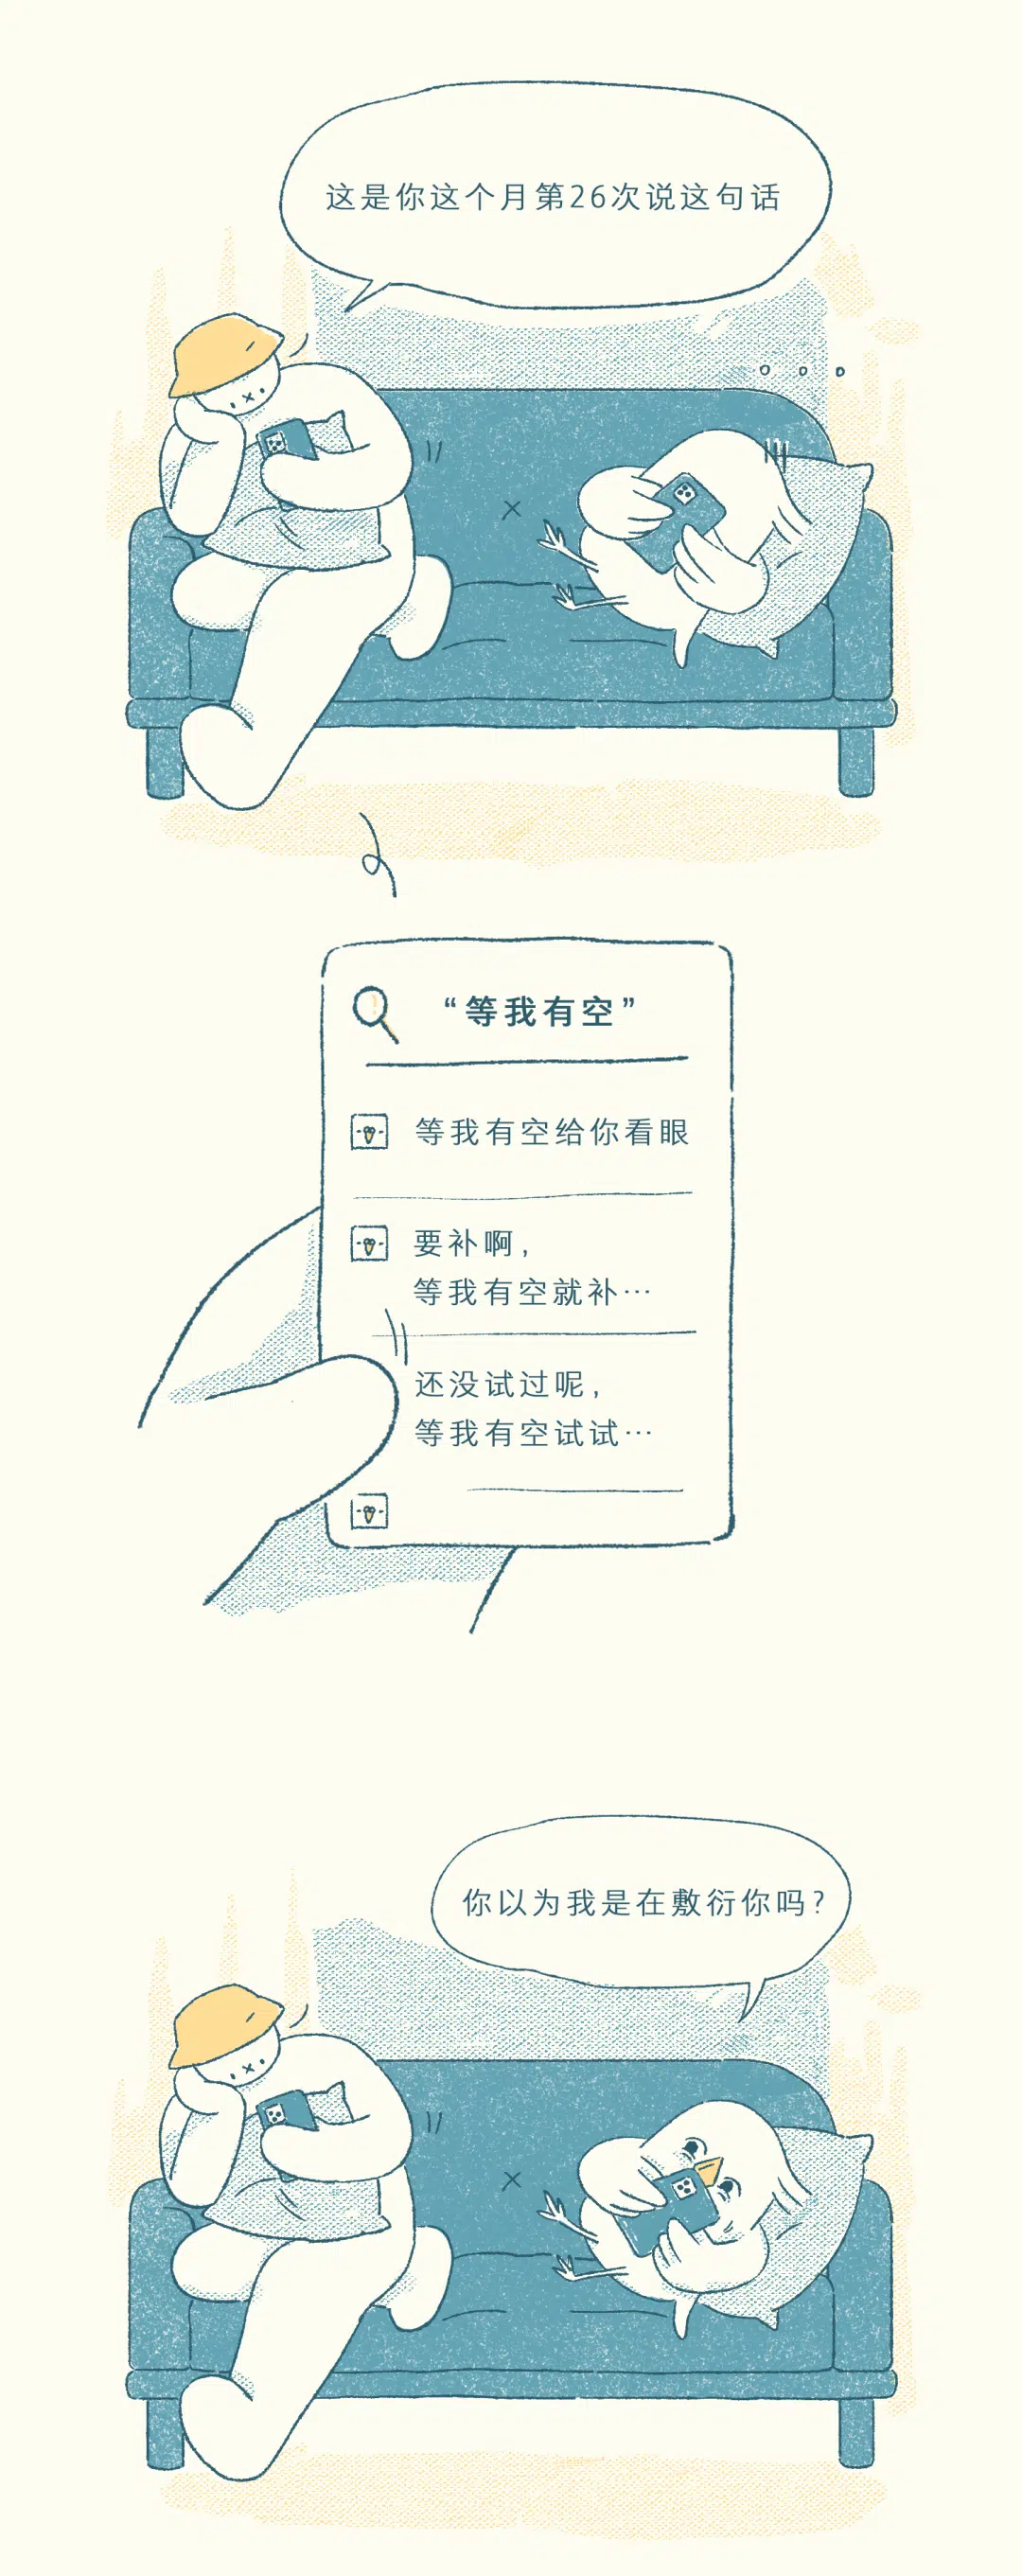 这是你这个月第26次说这句话
“等我有空”
等我有空给你看眼
要补啊，
等我有空就补…
还没试过呢，
等我有空试试…
你以为我是在敷衍你吗？